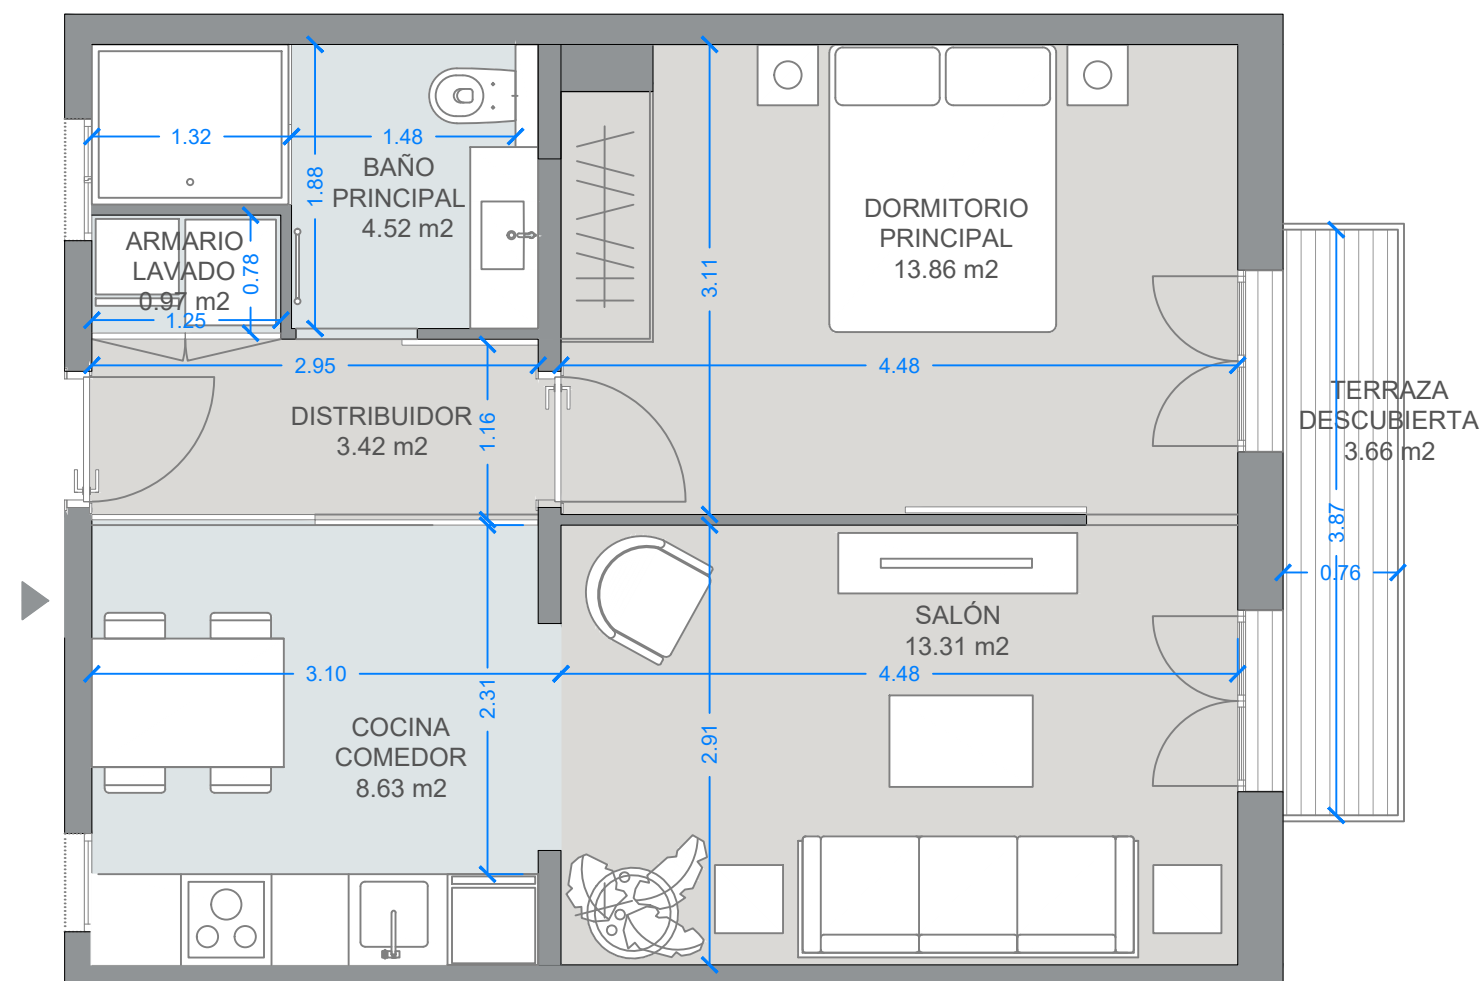 1.32
1.48
1.88
BAÑO
PRINCIPAL
4.52 m2
ARMARIO
LAVADO
0.97 m2
0.78
1.25
3.11
DORMITORIO
PRINCIPAL
13.86 m2
2.95
4.48
DISTRIBUIDOR
3.42 m2
1.16
TERRAZA
DESCUBIERTA
3.66 m2
3.87
0.76
SALÓN
13.31 m2
3.10
4.48
2.31
2.91
COCINA
COMEDOR
8.63 m2